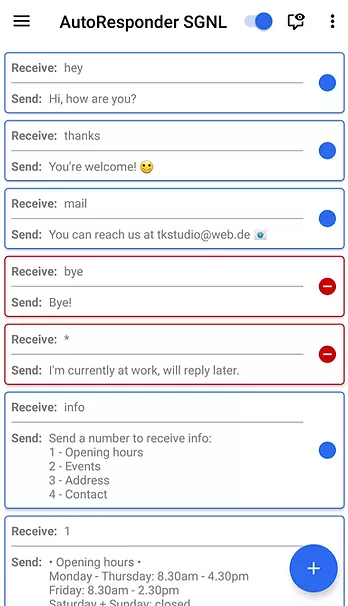 AutoResponder SGNL
Receive: hey
Send: Hi, how are you?
Receive: thanks
Send: You're welcome! 🙂
Receive: mail
Send: You can reach us at tkstudio@web.de 📧
Receive: bye
Send: Bye!
Receive: *
Send: I'm currently at work, will reply later.
Receive: info
Send: Send a number to receive info:
1 - Opening hours
2 - Events
3 - Address
4 - Contact
Receive: 1
Send: • Opening hours •
Monday - Thursday: 8.30am - 4.30pm
Friday: 8.30am - 2.30pm
Saturday + Sunday: closed